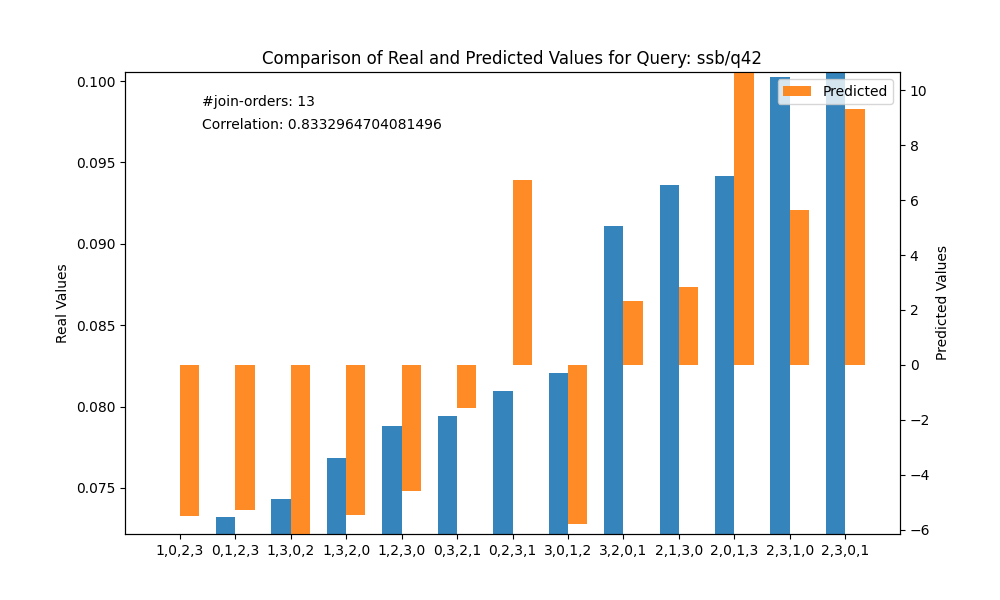 Comparison of Real and Predicted Values for Query: ssb/q42
#join-orders: 13
Correlation: 0.8332964704081496
Predicted
Real Values
0.100
0.095
0.090
0.085
0.080
0.075
10
8
6
4
2
0
−2
−4
−6
Predicted Values
1,0,2,3 0,1,2,3 1,3,0,2 1,3,2,0 1,2,3,0 0,3,2,1 0,2,3,1 3,0,1,2 3,2,0,1 2,1,3,0 2,0,1,3 2,3,1,0 2,3,0,1